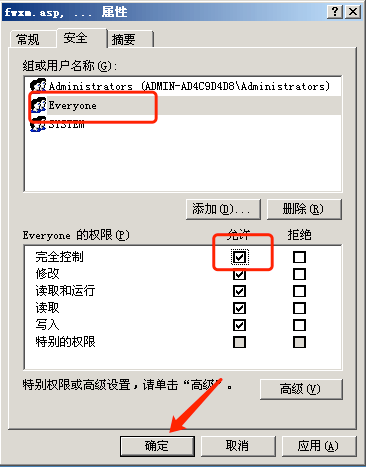 fwxm.asp, ... 属性
常规 安全 摘要
组或用户名称(G):
Administrators (ADMIN-AD4C9D4D8\Administrators)
Everyone
SYSTEM
添加(D)... 删除(R)
Everyone 的权限(P) 允许 拒绝
完全控制
修改
读取和运行
读取
写入
特别的权限
特别权限或高级设置，请单击“高级”。 高级(V)
确定 取消 应用(A)